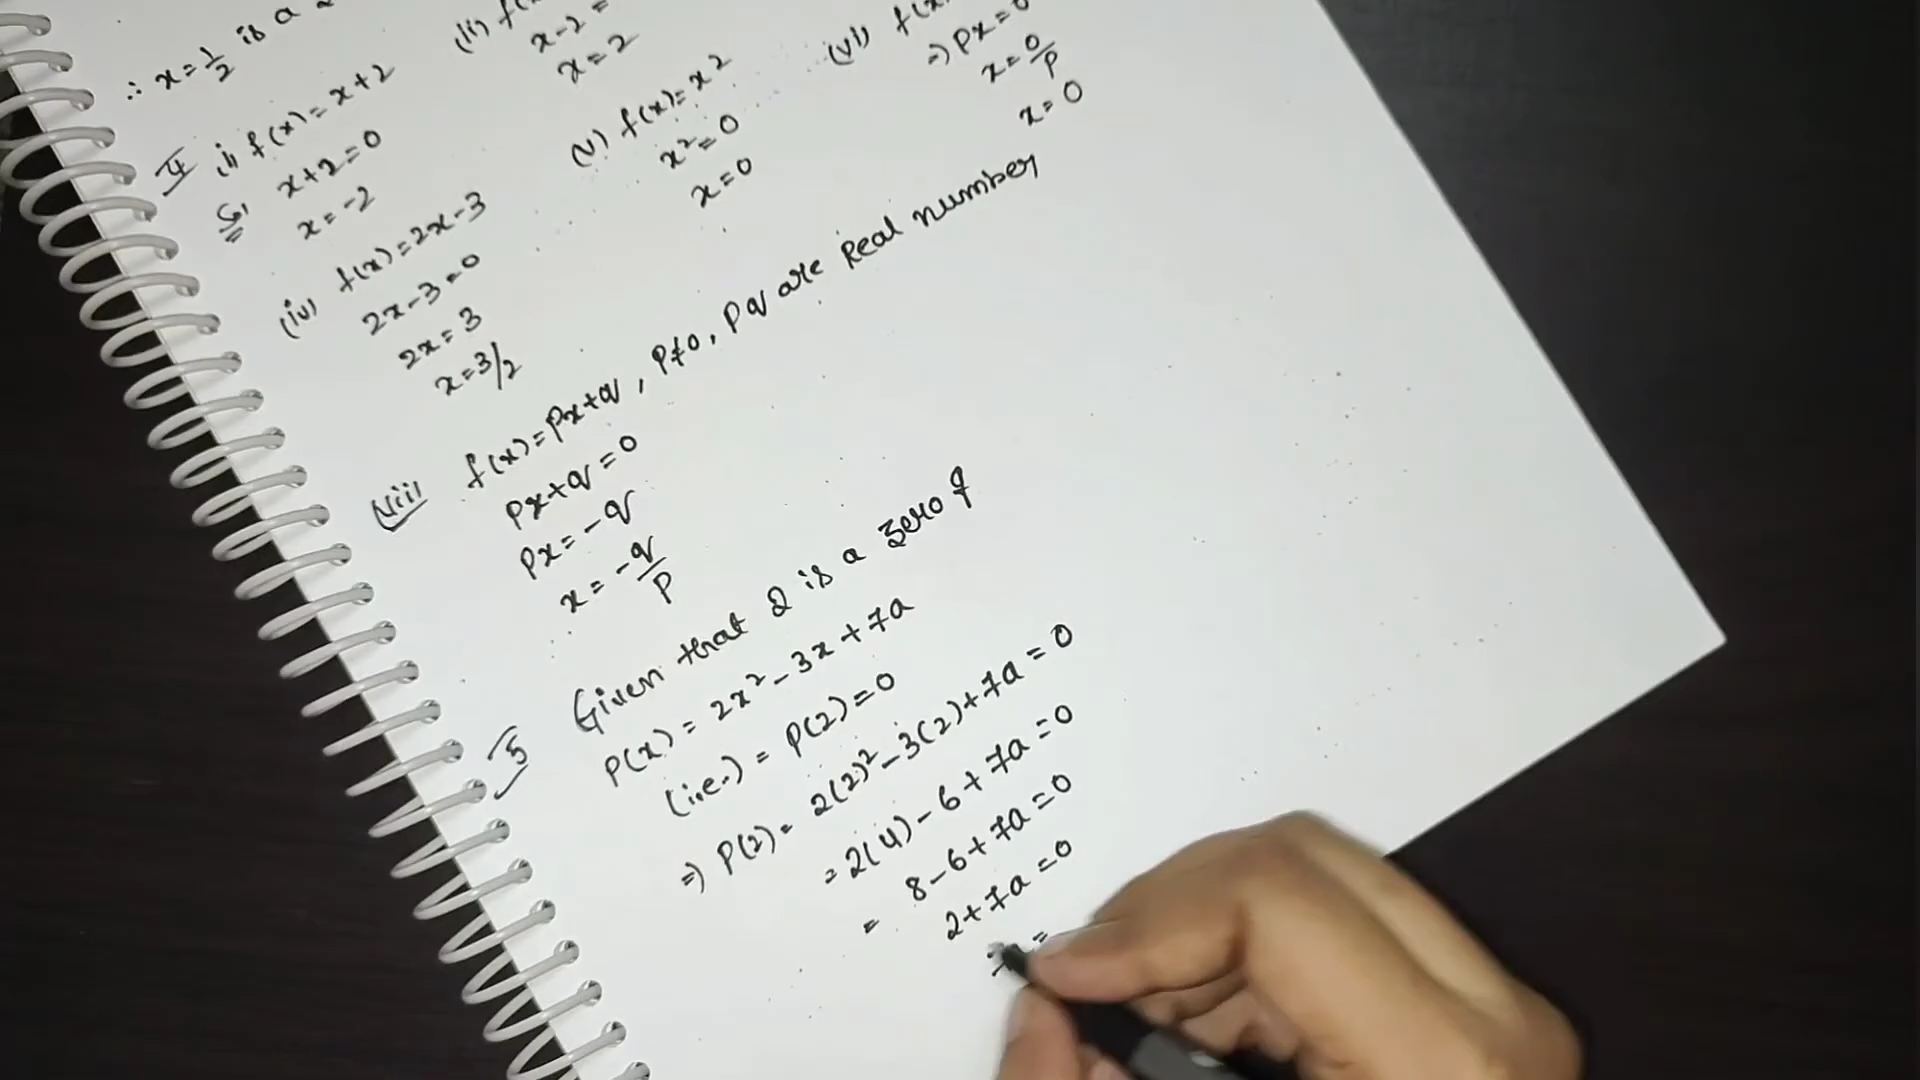 ∴ x = 1/2 is a
4 (i) f(x) = x+2
Sol x+2=0
x = -2
(ii) f(x
x-2 =
x = 2
(iv) f(x) = 2x-3
2x-3=0
2x = 3
x = 3/2
(v) f(x) = x2
x² = 0
x = 0
(vi) f(x
=) Px = 0
x = 0/P
x = 0
(viii) f(x) = Px+q, P≠0, P q are Real number
Px+q = 0
Px = -q
x = -q/P
5 Given that 2 is a zero of
P(x) = 2x² - 3x + 7a
(i.e.) = P(2) = 0
=) P(2) = 2(2)² - 3(2) + 7a = 0
= 2(4) - 6 + 7a = 0
= 8 - 6 + 7a = 0
2 + 7a = 0
=